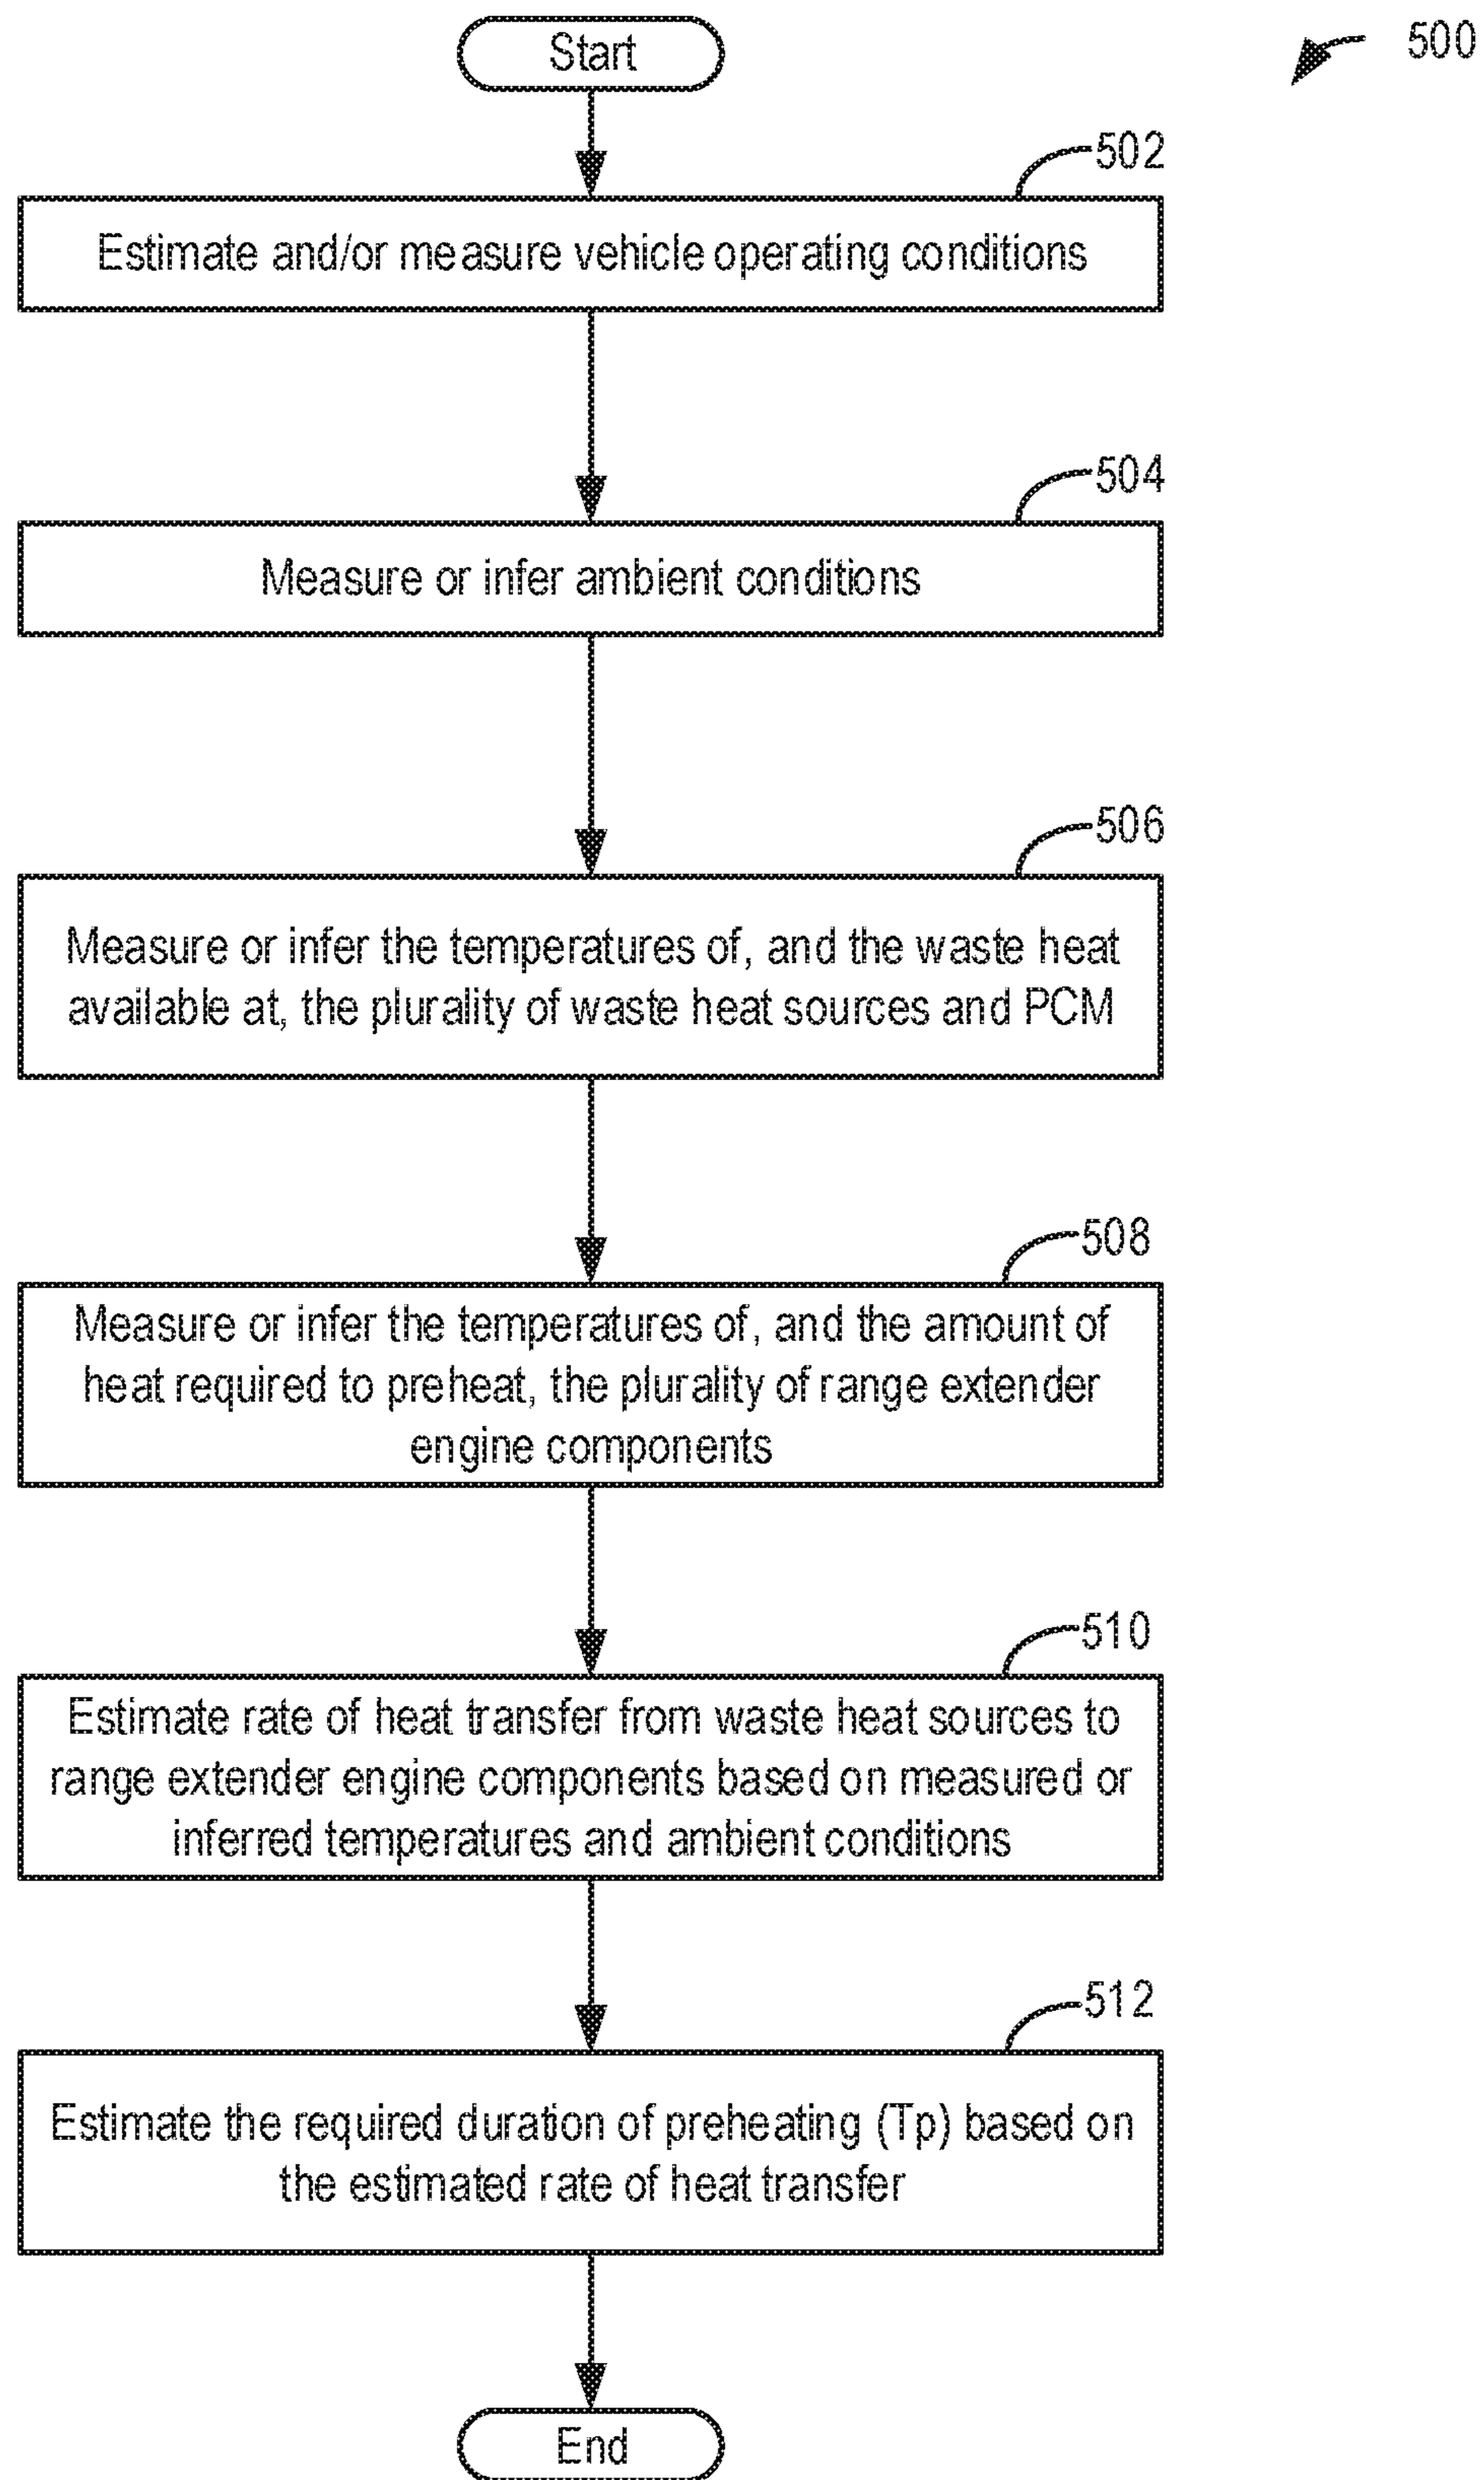 Start
500
502
Estimate and/or measure vehicle operating conditions
504
Measure or infer ambient conditions
506
Measure or infer the temperatures of, and the waste heat
available at, the plurality of waste heat sources and PCM
508
Measure or infer the temperatures of, and the amount of
heat required to preheat, the plurality of range extender
engine components
510
Estimate rate of heat transfer from waste heat sources to
range extender engine components based on measured or
inferred temperatures and ambient conditions
512
Estimate the required duration of preheating (Tp) based on
the estimated rate of heat transfer
End